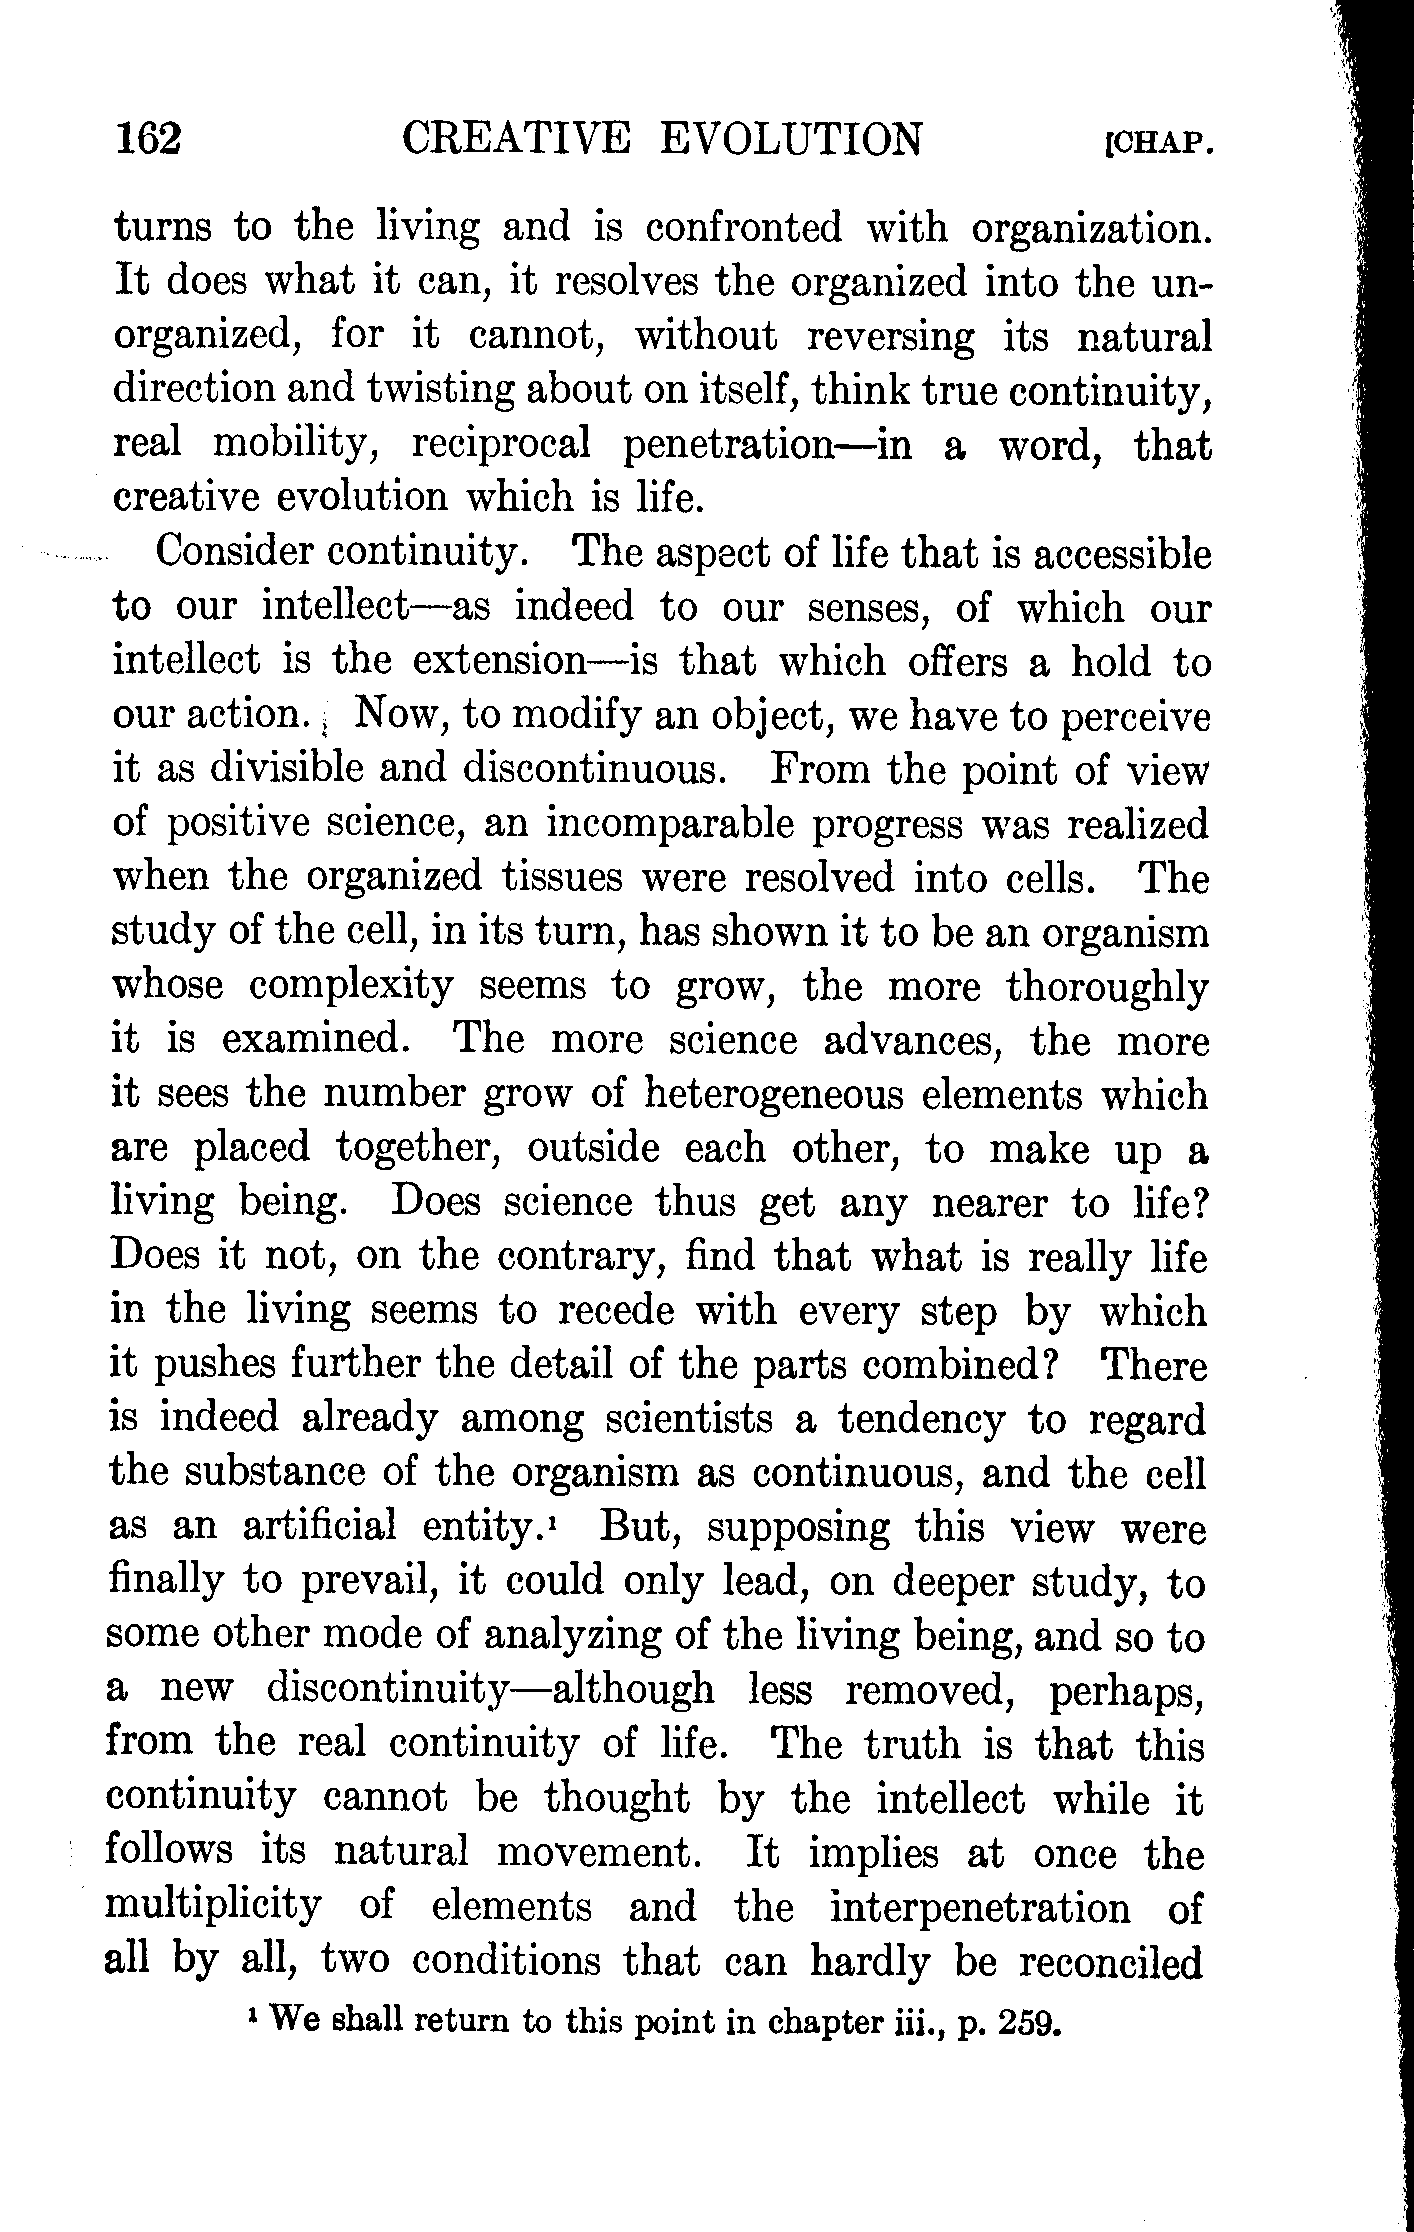 162 CREATIVE EVOLUTION [CHAP.
turns to the living and is confronted with organization.
It does what it can, it resolves the organized into the un-
organized, for it cannot, without reversing its natural
direction and twisting about on itself, think true continuity,
real mobility, reciprocal penetration—in a word, that
creative evolution which is life.
Consider continuity. The aspect of life that is accessible
to our intellect—as indeed to our senses, of which our
intellect is the extension—is that which offers a hold to
our action. Now, to modify an object, we have to perceive
it as divisible and discontinuous. From the point of view
of positive science, an incomparable progress was realized
when the organized tissues were resolved into cells. The
study of the cell, in its turn, has shown it to be an organism
whose complexity seems to grow, the more thoroughly
it is examined. The more science advances, the more
it sees the number grow of heterogeneous elements which
are placed together, outside each other, to make up a
living being. Does science thus get any nearer to life?
Does it not, on the contrary, find that what is really life
in the living seems to recede with every step by which
it pushes further the detail of the parts combined? There
is indeed already among scientists a tendency to regard
the substance of the organism as continuous, and the cell
as an artificial entity.¹ But, supposing this view were
finally to prevail, it could only lead, on deeper study, to
some other mode of analyzing of the living being, and so to
a new discontinuity—although less removed, perhaps,
from the real continuity of life. The truth is that this
continuity cannot be thought by the intellect while it
follows its natural movement. It implies at once the
multiplicity of elements and the interpenetration of
all by all, two conditions that can hardly be reconciled
¹ We shall return to this point in chapter iii., p. 259.